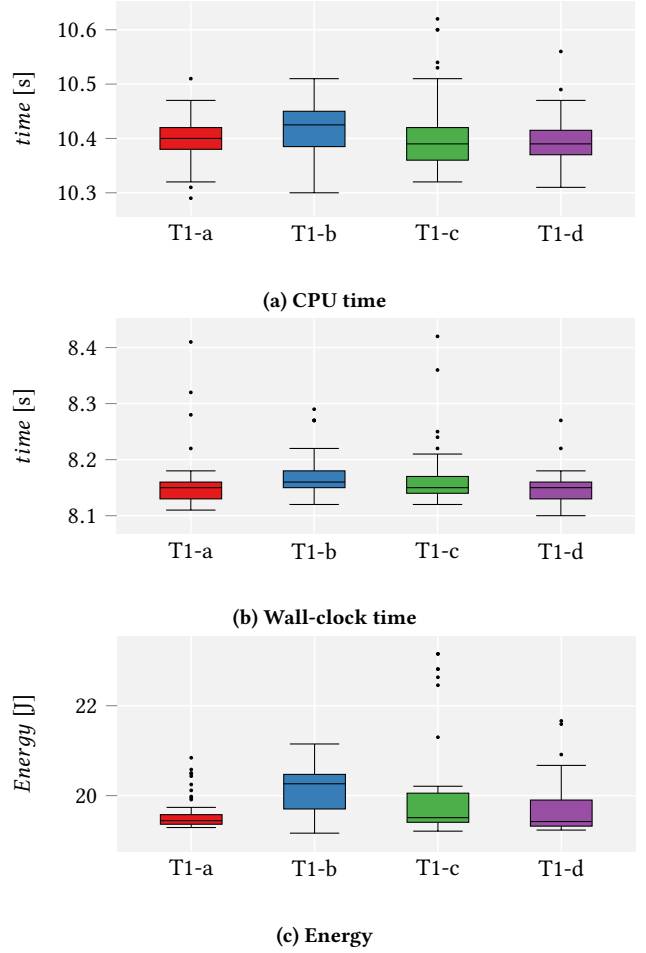 10.6
10.5
10.4
10.3
time [s]
T1-a T1-b T1-c T1-d
(a) CPU time
8.4
8.3
8.2
8.1
time [s]
T1-a T1-b T1-c T1-d
(b) Wall-clock time
22
20
Energy [J]
T1-a T1-b T1-c T1-d
(c) Energy